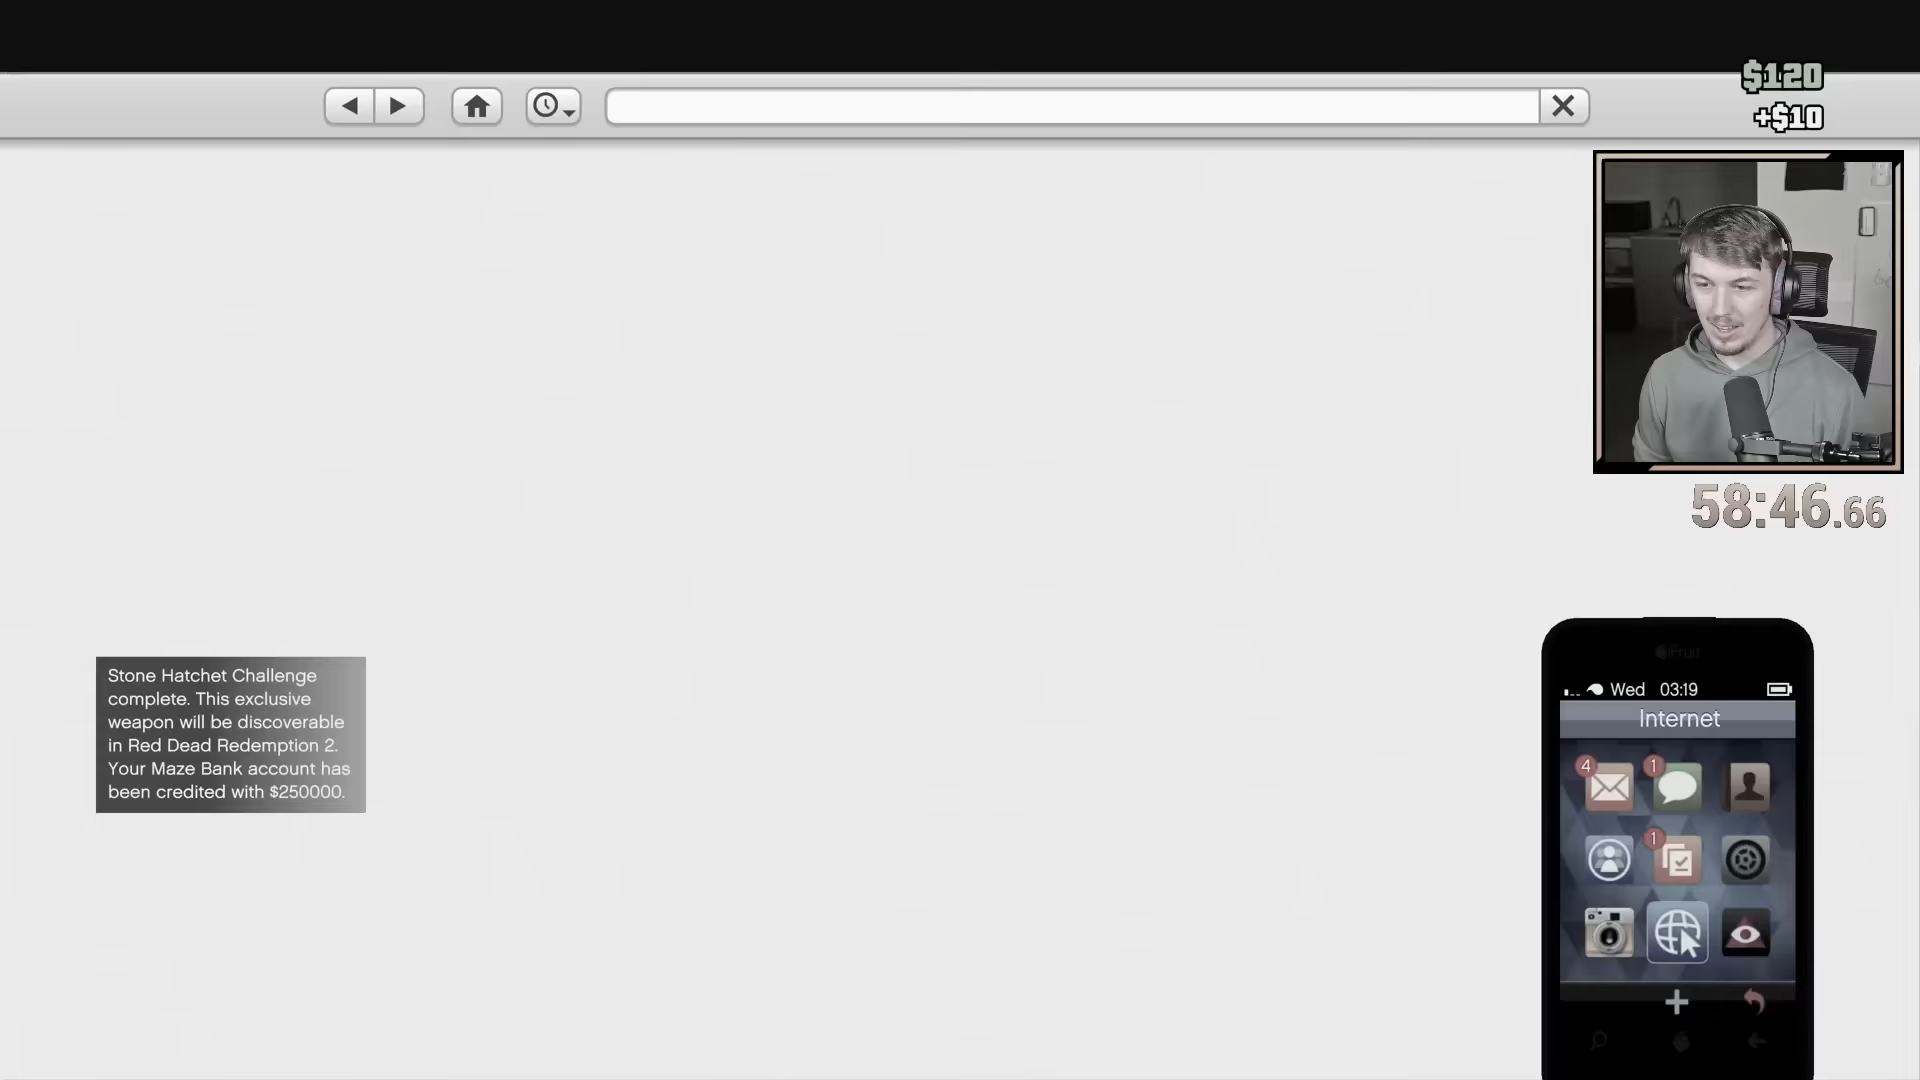 $120
+$10
58:46.66
iFruit
Wed 03:19
Internet
4
1
1
Stone Hatchet Challenge
complete. This exclusive
weapon will be discoverable
in Red Dead Redemption 2.
Your Maze Bank account has
been credited with $250000.